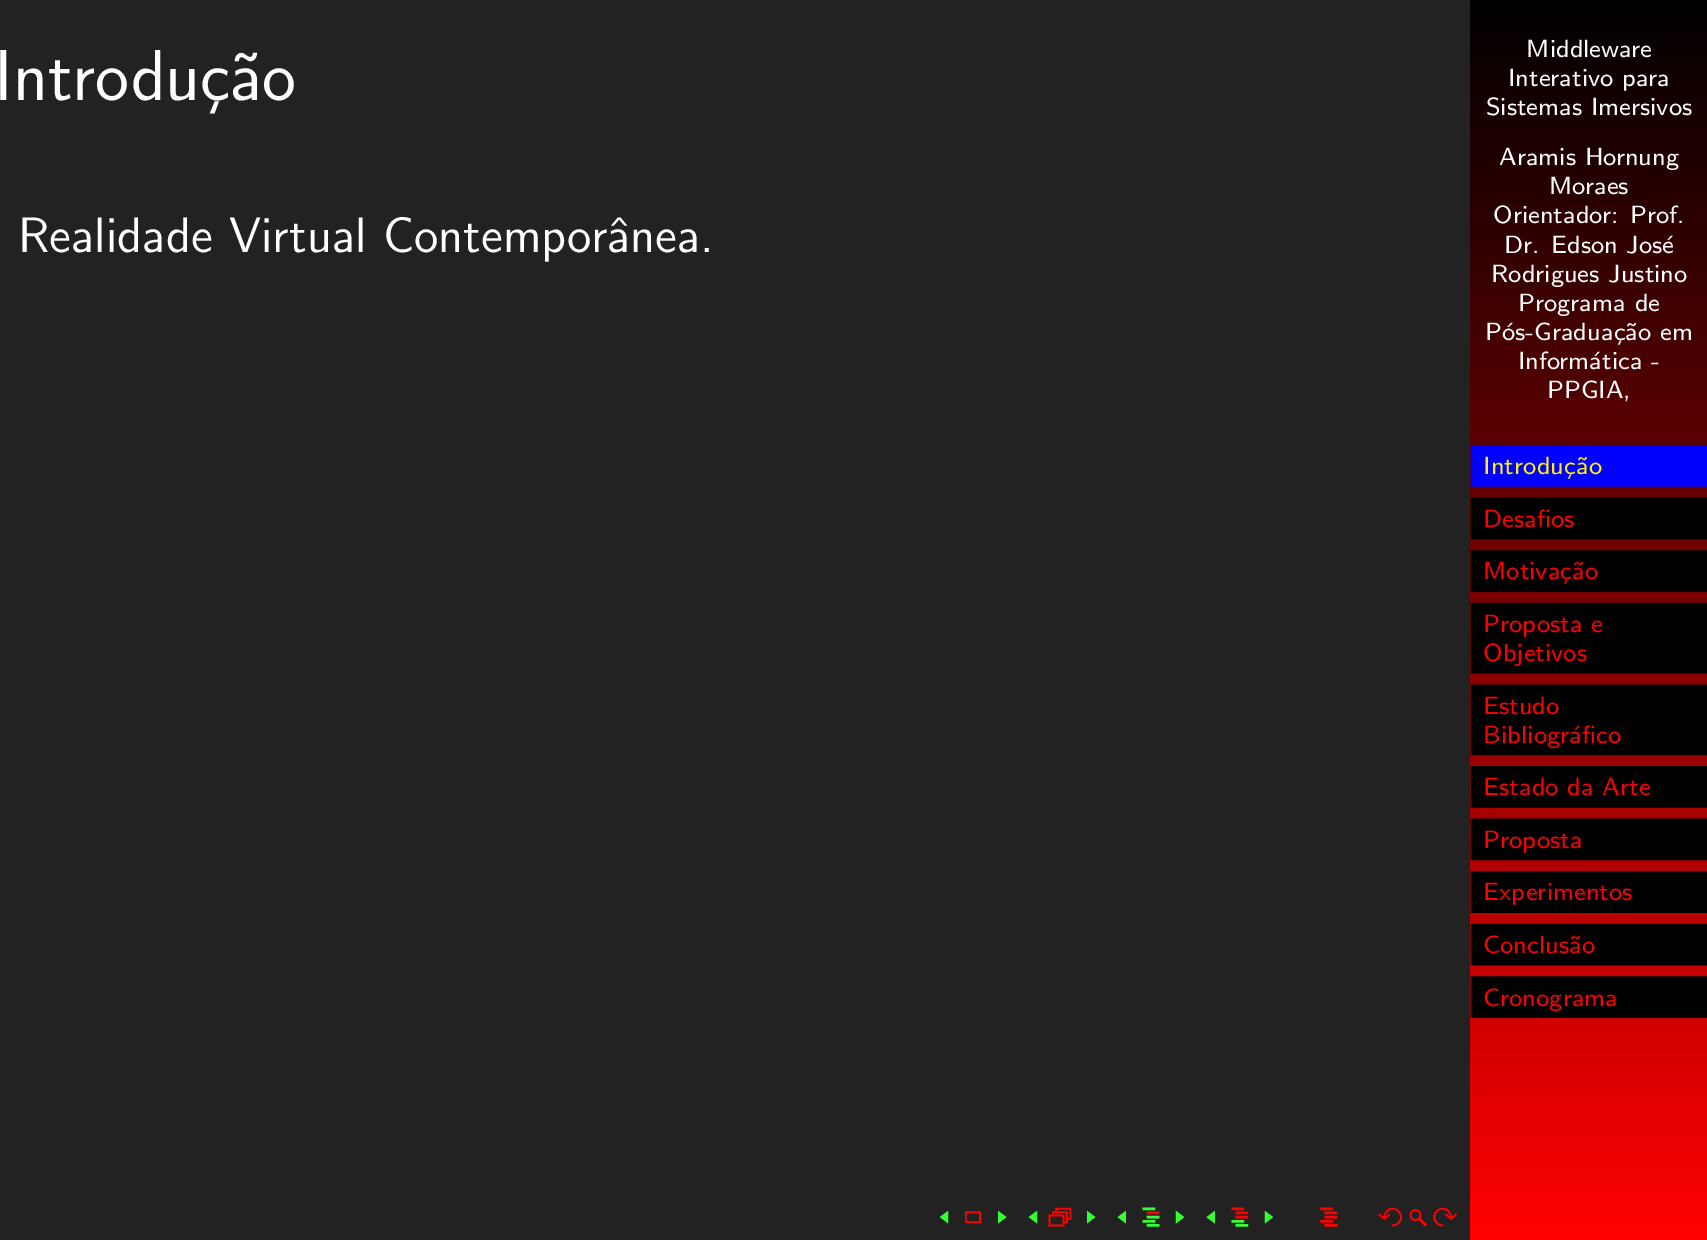 Introdução
Realidade Virtual Contemporânea.
Middleware
Interativo para
Sistemas Imersivos
Aramis Hornung
Moraes
Orientador: Prof.
Dr. Edson José
Rodrigues Justino
Programa de
Pós-Graduação em
Informática -
PPGIA,
Introdução
Desafios
Motivação
Proposta e
Objetivos
Estudo
Bibliográfico
Estado da Arte
Proposta
Experimentos
Conclusão
Cronograma